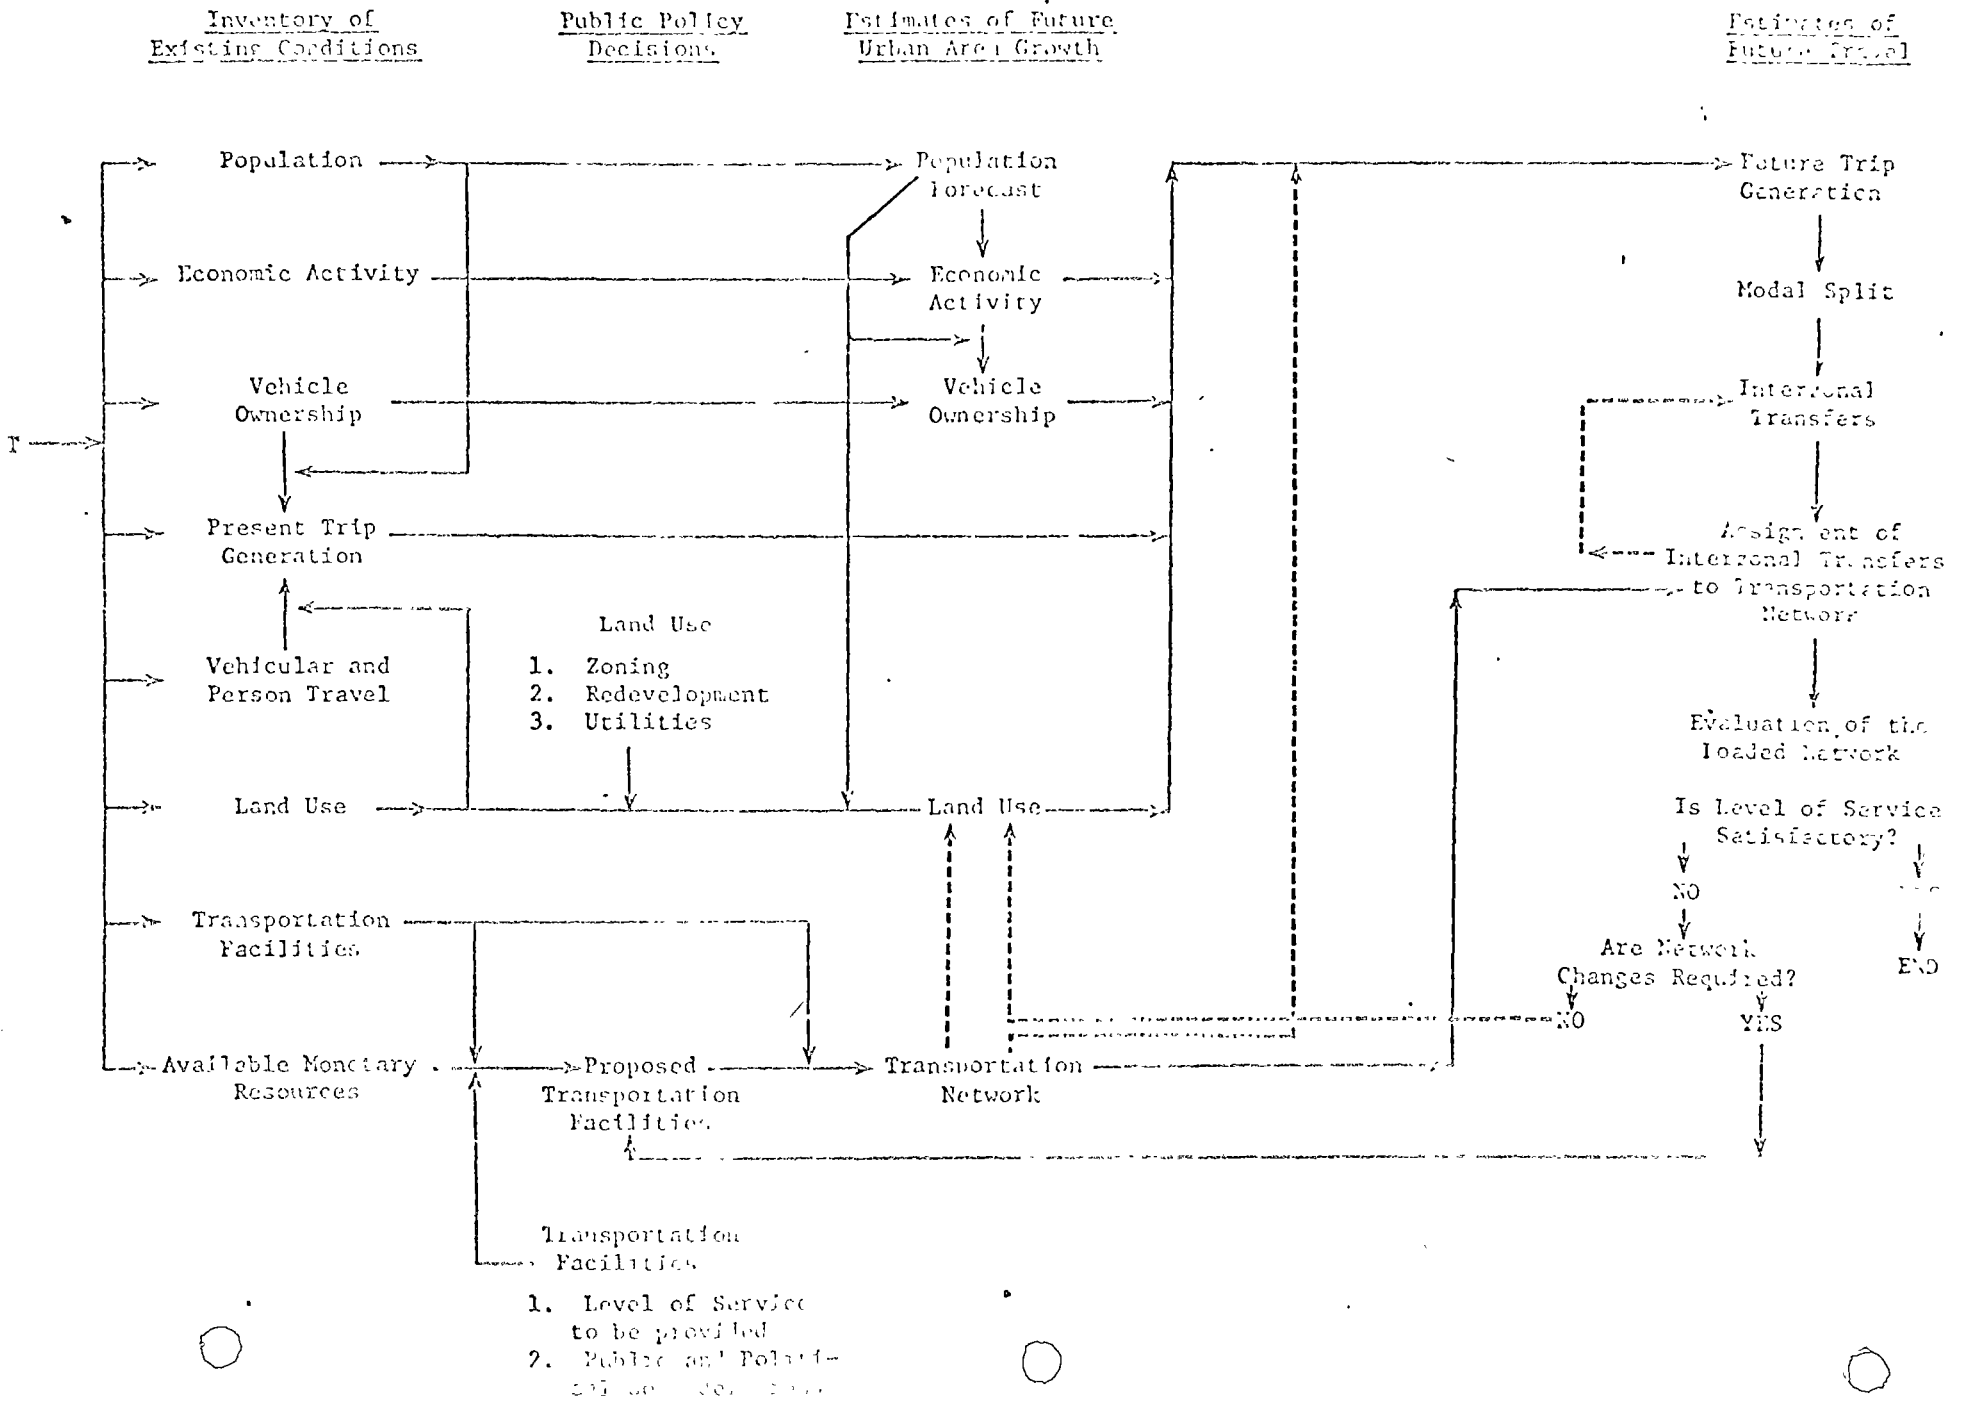 Inventory of
Existing Conditions
Public Policy
Decisions
Estimates of Future
Urban Area Growth
Estimates of
Future Travel
Population
Population
Forecast
Future Trip
Generation
Economic Activity
Economic
Activity
Modal Split
Vehicle
Ownership
Vehicle
Ownership
Interzonal
Transfers
Present Trip
Generation
Assignment of
Interzonal Transfers
to Transportation
Network
Land Use
1. Zoning
2. Redevelopment
3. Utilities
Vehicular and
Person Travel
Evaluation of the
Loaded Network
Land Use
Land Use
Is Level of Service
Satisfactory?
NO
Transportation
Facilities
Are Network
Changes Required?
END
NO
YES
Available Monetary
Resources
Proposed
Transportation
Facilities
Transportation
Network
Transportation
Facilities
1. Level of Service
to be provided
2. Public and Politi-